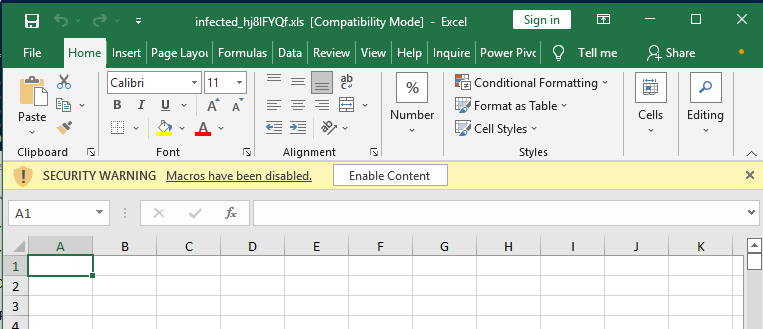 infected_hj8lFYQf.xls [Compatibility Mode] - Excel
Sign in
File Home Insert Page Layou Formulas Data Review View Help Inquire Power Pivo Tell me Share
Calibri 11
ab
c
B I U A A
%
Conditional Formatting
Format as Table
Cell Styles
Paste
A
Number
Cells
Editing
Clipboard Font Alignment Styles
SECURITY WARNING Macros have been disabled. Enable Content
A1 fx
A B C D E F G H I J K
1
2
3
4